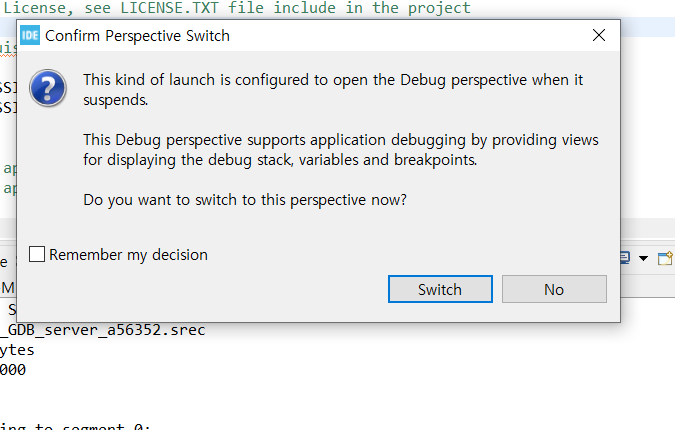 License, see LICENSE.TXT file include in the project
IDE Confirm Perspective Switch
This kind of launch is configured to open the Debug perspective when it
suspends.
This Debug perspective supports application debugging by providing views
for displaying the debug stack, variables and breakpoints.
Do you want to switch to this perspective now?
Remember my decision
Switch No
_GDB_server_a56352.srec
ytes
000
ing to segment 0: